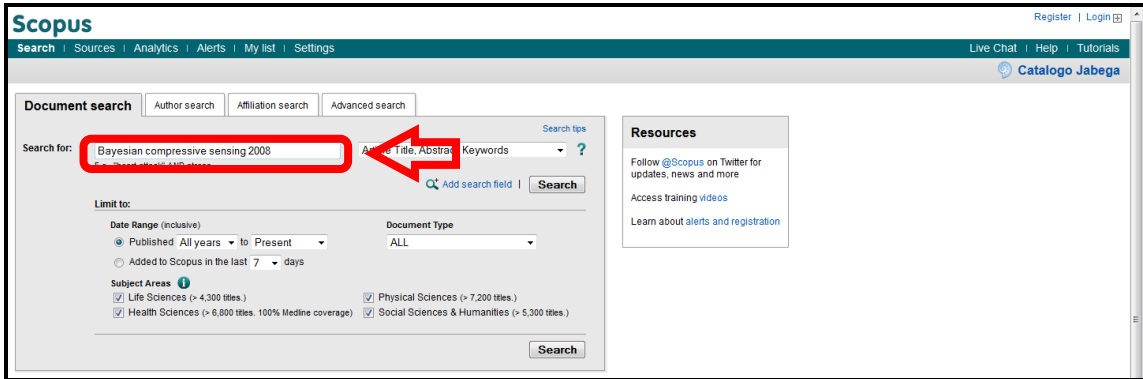 Scopus
Register | Login
Search | Sources | Analytics | Alerts | My list | Settings
Live Chat | Help | Tutorials
Catalogo Jabega
Document search Author search Affiliation search Advanced search
Search tips
Search for: Bayesian compressive sensing 2008 Title, Abstract, Keywords ?
Add search field | Search
Limit to:
Date Range (inclusive) Document Type
Published All years to Present ALL
Added to Scopus in the last 7 days
Subject Areas i
Life Sciences (> 4,300 titles.) Physical Sciences (> 7,200 titles.)
Health Sciences (> 6,800 titles. 100% Medline coverage) Social Sciences & Humanities (> 5,300 titles.)
Search
Resources
Follow @Scopus on Twitter for
updates, news and more
Access training videos
Learn about alerts and registration